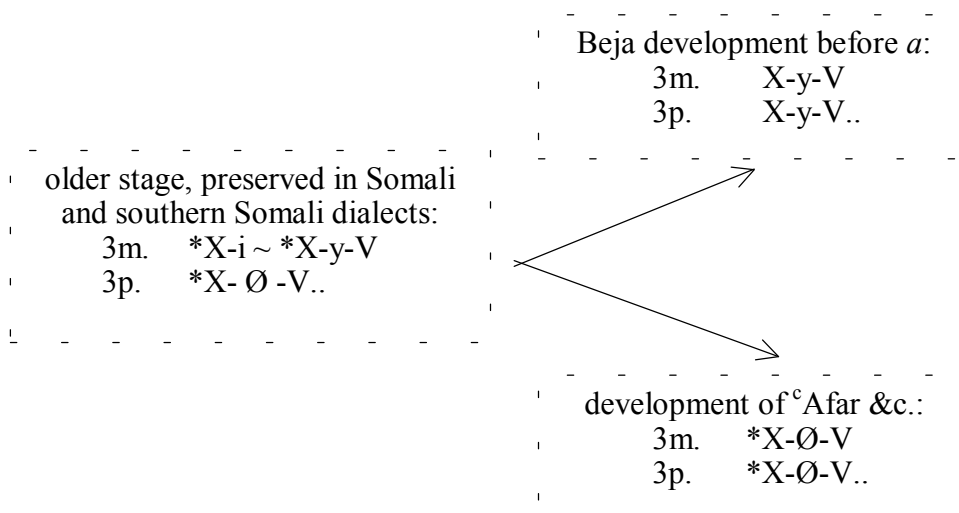 Beja development before a:
3m. X-y-V
3p. X-y-V..
older stage, preserved in Somali
and southern Somali dialects:
3m. *X-i ~ *X-y-V
3p. *X- Ø -V..
development of ᶜAfar &c.:
3m. *X-Ø-V
3p. *X-Ø-V..